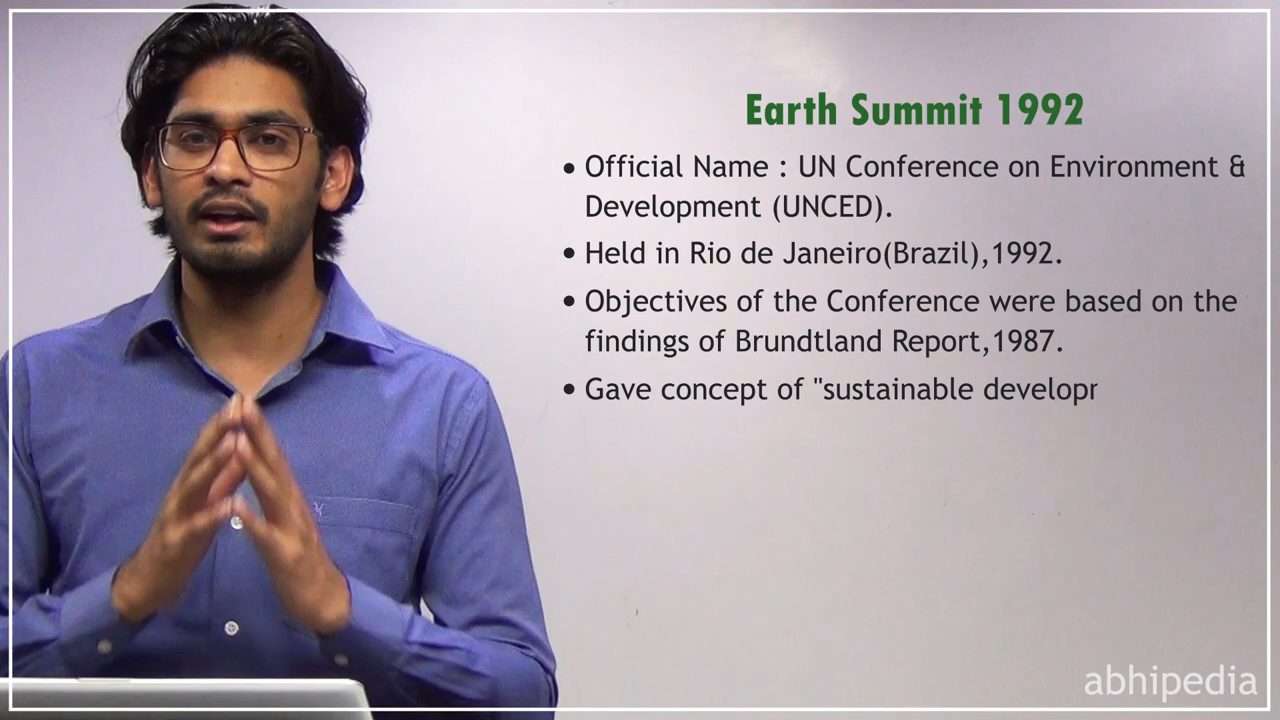 Earth Summit 1992
• Official Name : UN Conference on Environment &
Development (UNCED).
• Held in Rio de Janeiro(Brazil),1992.
• Objectives of the Conference were based on the
findings of Brundtland Report,1987.
• Gave concept of "sustainable develop
abhipedia